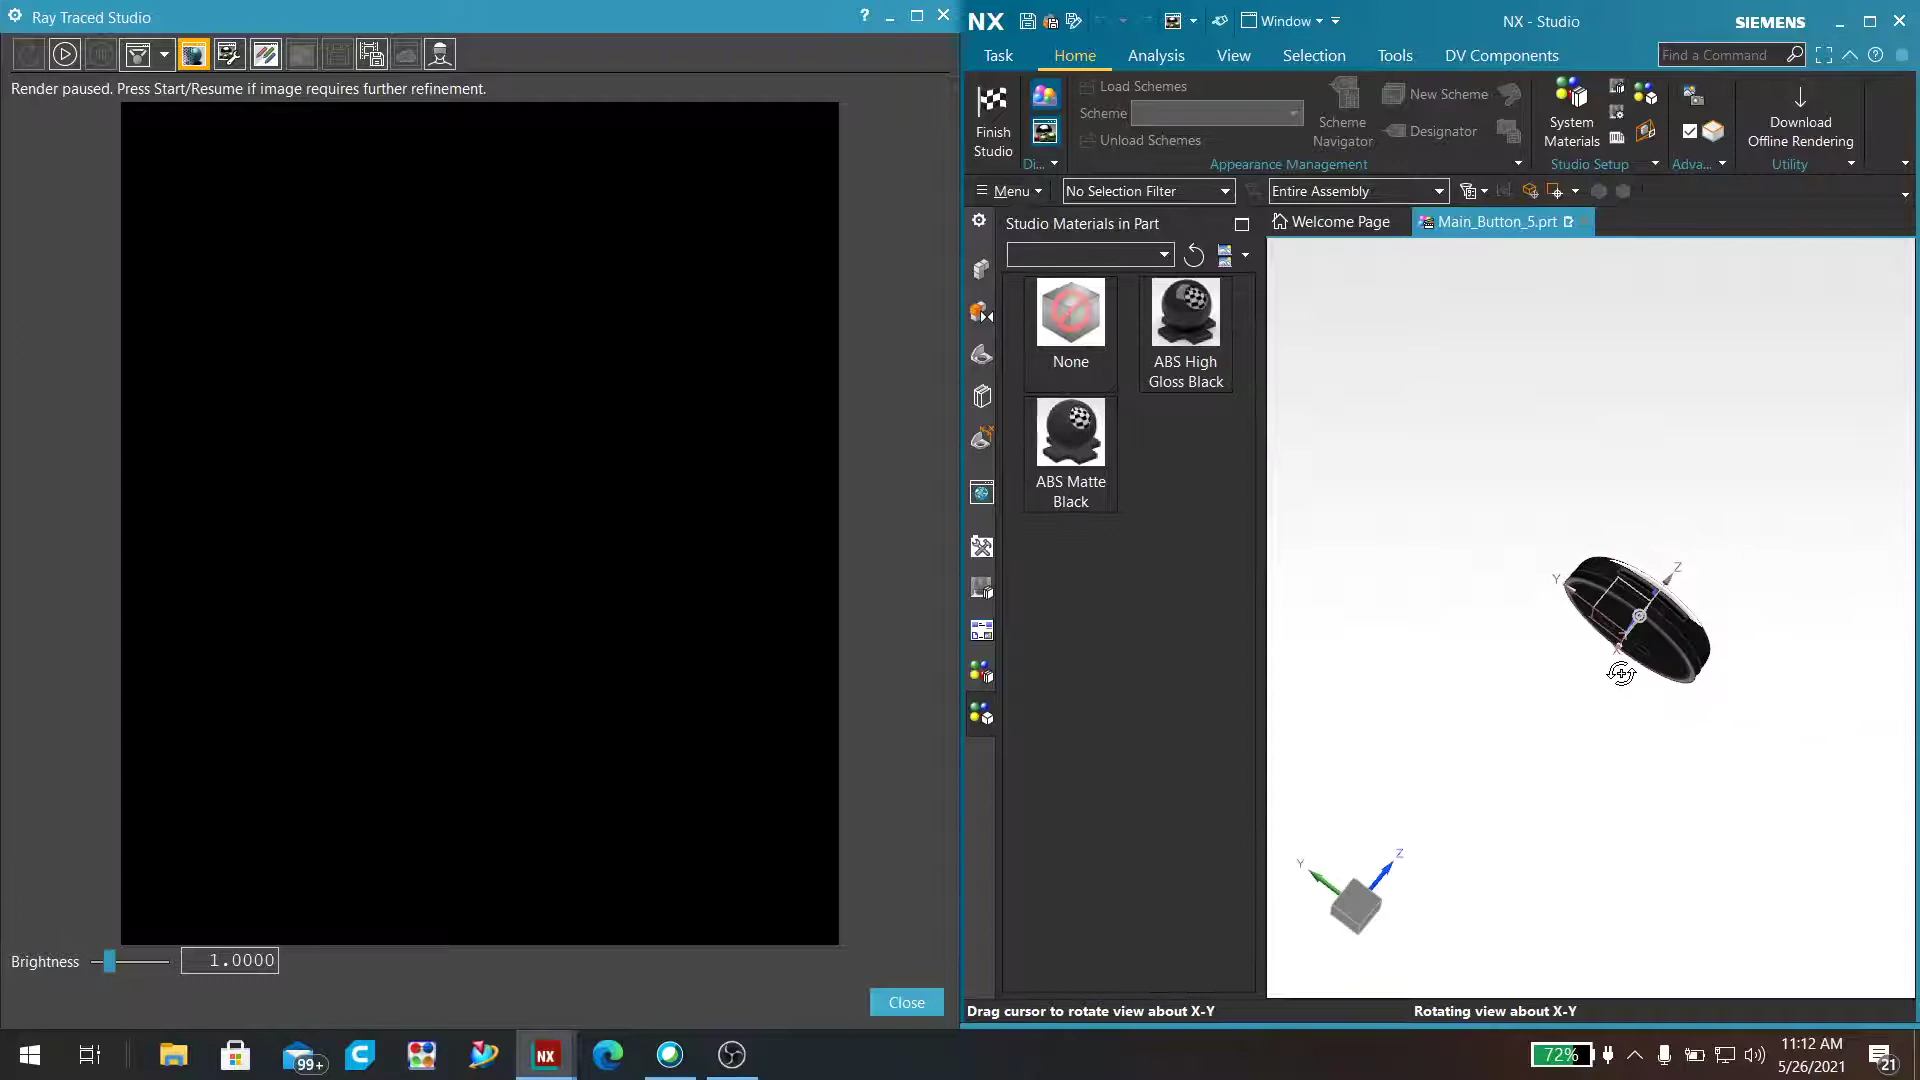 Ray Traced Studio
?
Render paused. Press Start/Resume if image requires further refinement.
Brightness
1.0000
Close
NX
Window
NX - Studio
SIEMENS
Task
Home
Analysis
View
Selection
Tools
DV Components
Find a Command
Finish
Studio
Di...
Load Schemes
Scheme
Unload Schemes
Scheme
Navigator
New Scheme
Designator
Appearance Management
System
Materials
Studio Setup
Adva...
Download
Offline Rendering
Utility
Menu
No Selection Filter
Entire Assembly
Studio Materials in Part
Welcome Page
Main_Button_5.prt
None
ABS High
Gloss Black
ABS Matte
Black
Y
Z
X
Y
Z
Drag cursor to rotate view about X-Y
Rotating view about X-Y
99+
NX
72%
11:12 AM
5/26/2021
21